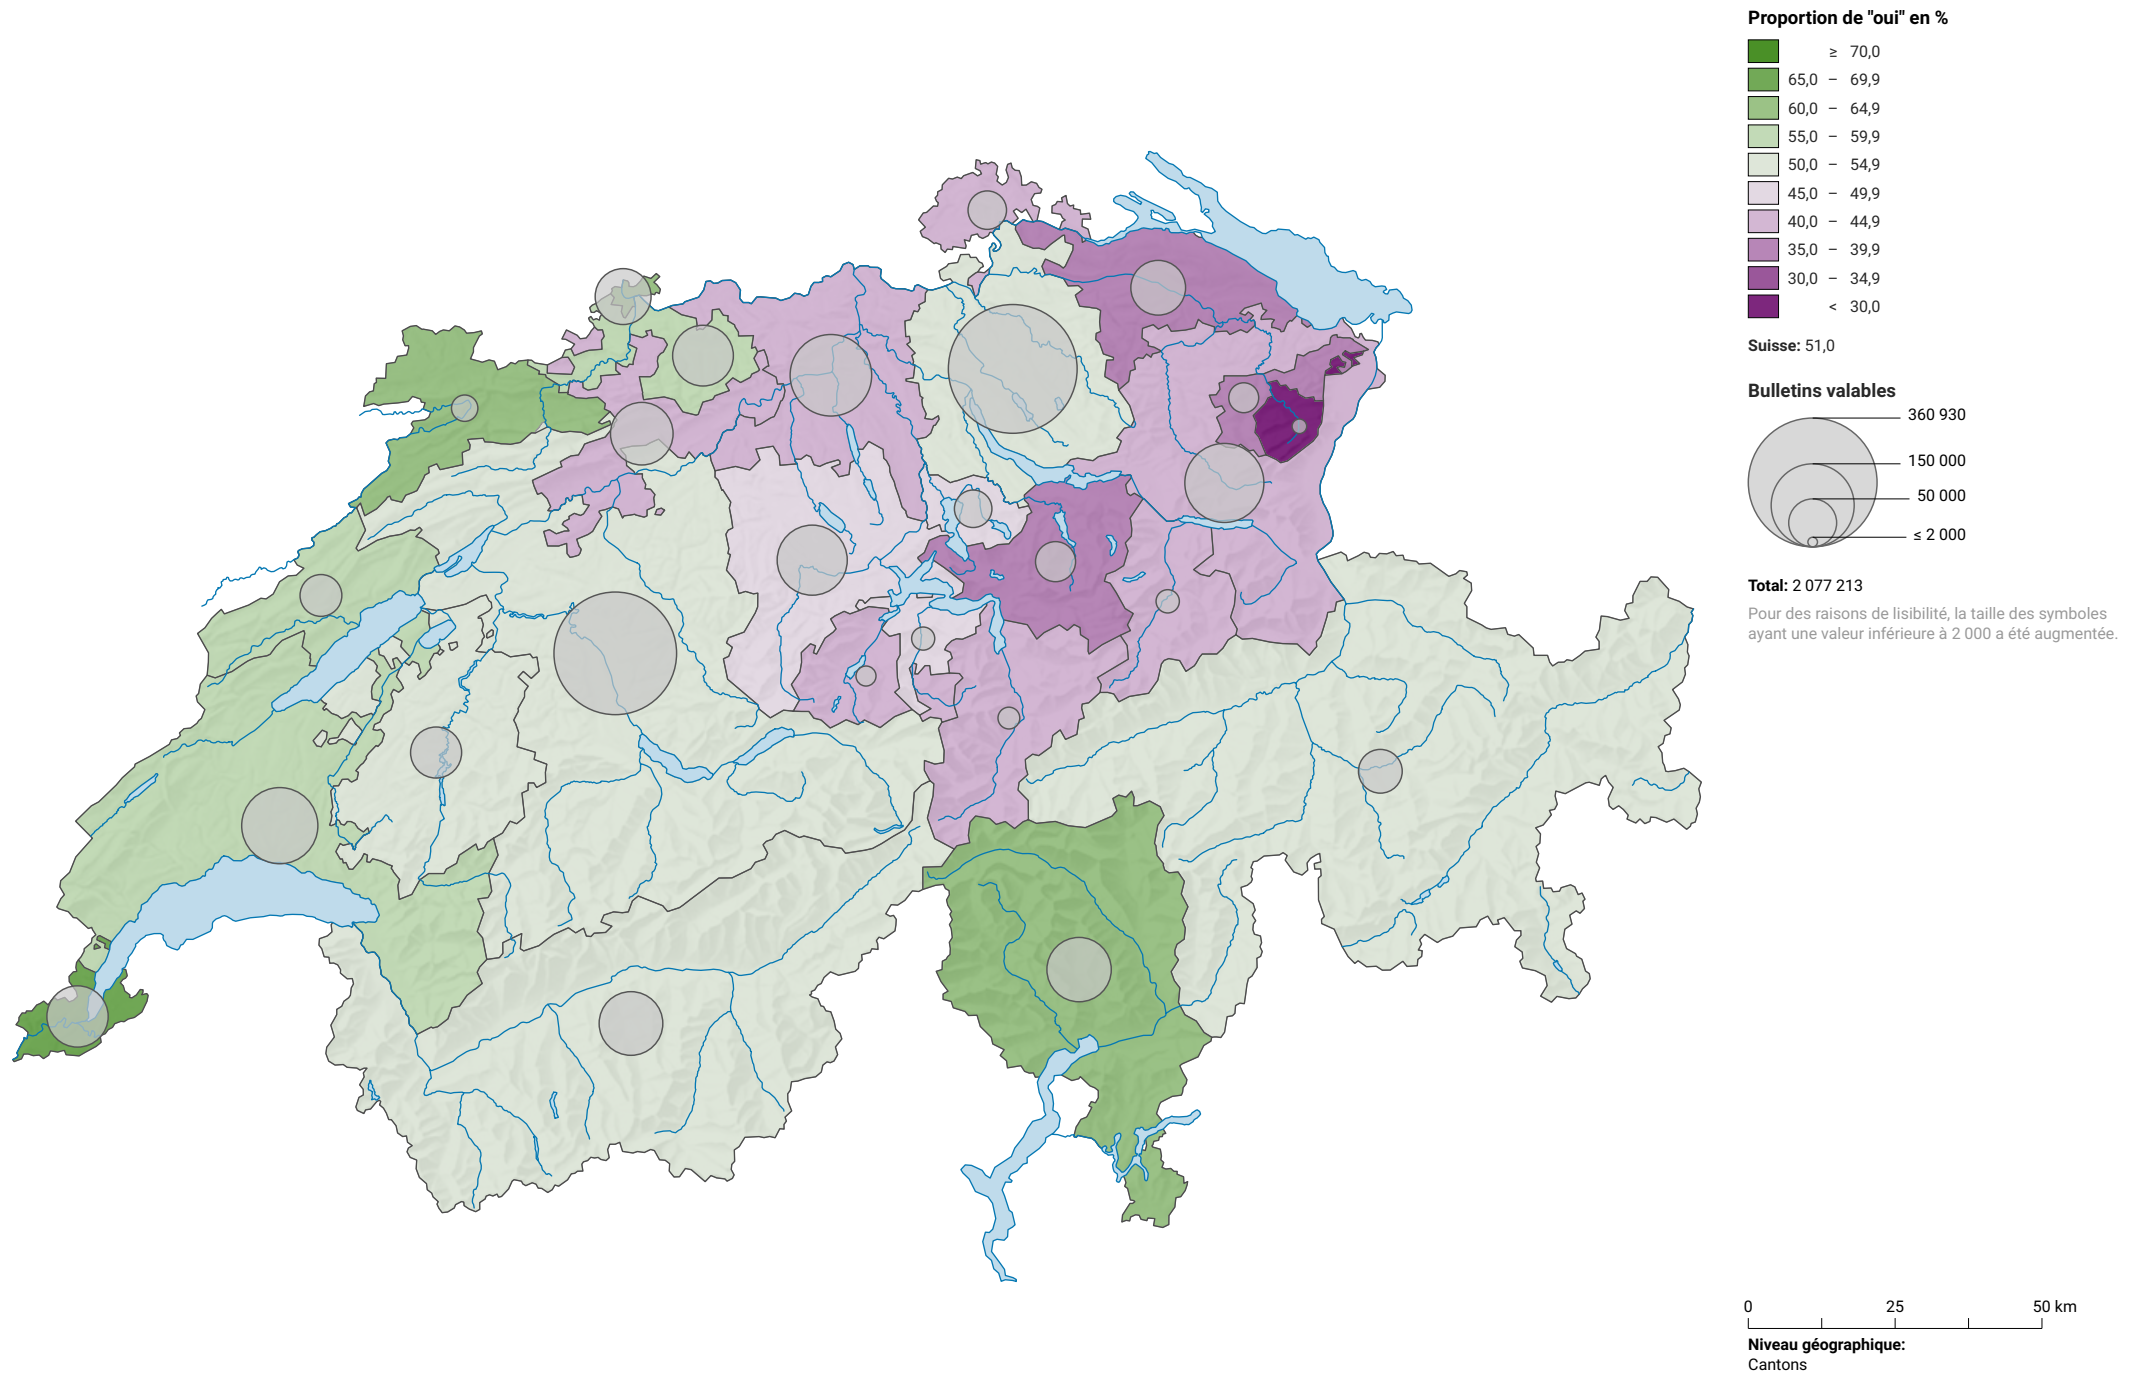 Proportion de "oui" en %
≥ 70,0
65,0 – 69,9
60,0 – 64,9
55,0 – 59,9
50,0 – 54,9
45,0 – 49,9
40,0 – 44,9
35,0 – 39,9
30,0 – 34,9
< 30,0
Suisse: 51,0
Bulletins valables
360 930
150 000
50 000
≤ 2 000
Total: 2 077 213
Pour des raisons de lisibilité, la taille des symboles
ayant une valeur inférieure à 2 000 a été augmentée.
0 25 50 km
Niveau géographique:
Cantons